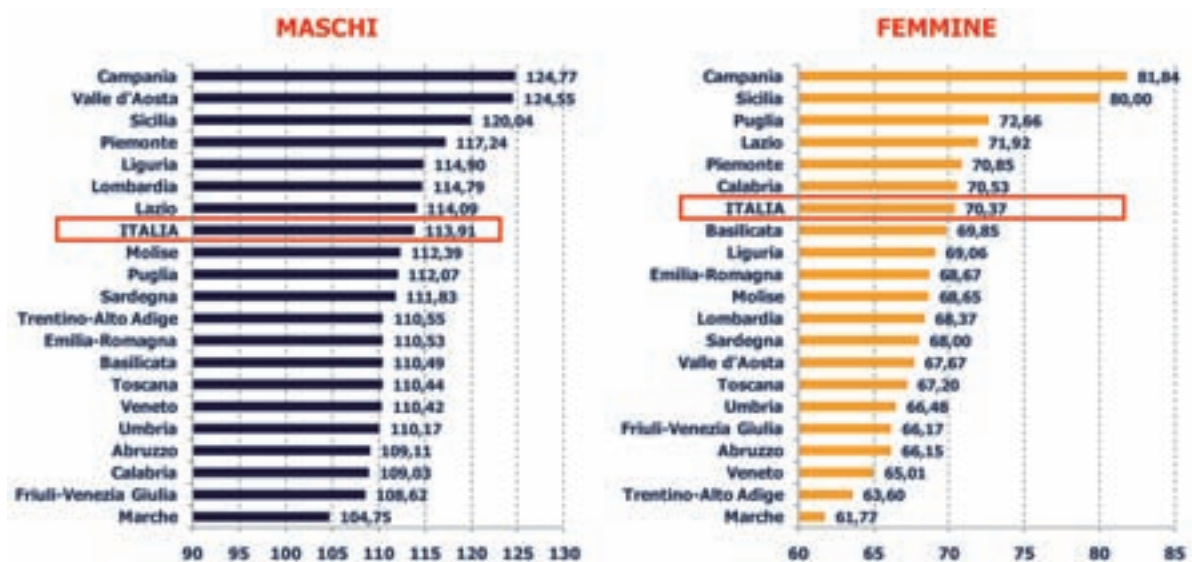 MASCHI
Campania 124,77
Valle d'Aosta 124,55
Sicilia 120,04
Piemonte 117,24
Liguria 114,90
Lombardia 114,79
Lazio 114,09
ITALIA 113,91
Molise 112,39
Puglia 112,07
Sardegna 111,83
Trentino-Alto Adige 110,55
Emilia-Romagna 110,53
Basilicata 110,49
Toscana 110,44
Veneto 110,42
Umbria 110,17
Abruzzo 109,11
Calabria 109,03
Friuli-Venezia Giulia 108,62
Marche 104,75
90 95 100 105 110 115 120 125 130
FEMMINE
Campania 81,84
Sicilia 80,00
Puglia 72,66
Lazio 71,92
Piemonte 70,85
Calabria 70,53
ITALIA 70,37
Basilicata 69,85
Liguria 69,06
Emilia-Romagna 68,67
Molise 68,65
Lombardia 68,37
Sardegna 68,00
Valle d'Aosta 67,67
Toscana 67,20
Umbria 66,48
Friuli-Venezia Giulia 66,17
Abruzzo 66,15
Veneto 65,01
Trentino-Alto Adige 63,60
Marche 61,77
60 65 70 75 80 85